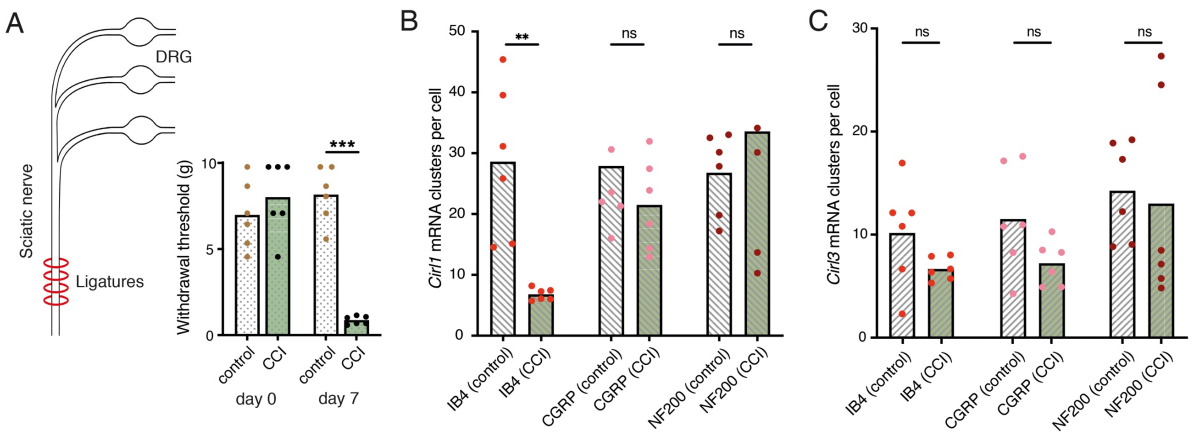 A
DRG
Sciatic nerve
Ligatures
Withdrawal threshold (g)
10
5
0
***
control
CCI
control
CCI
day 0
day 7
B
Cirl1 mRNA clusters per cell
50
40
30
20
10
0
**
ns
ns
IB4 (control)
IB4 (CCI)
CGRP (control)
CGRP (CCI)
NF200 (control)
NF200 (CCI)
C
Cirl3 mRNA clusters per cell
30
20
10
0
ns
ns
ns
IB4 (control)
IB4 (CCI)
CGRP (control)
CGRP (CCI)
NF200 (control)
NF200 (CCI)